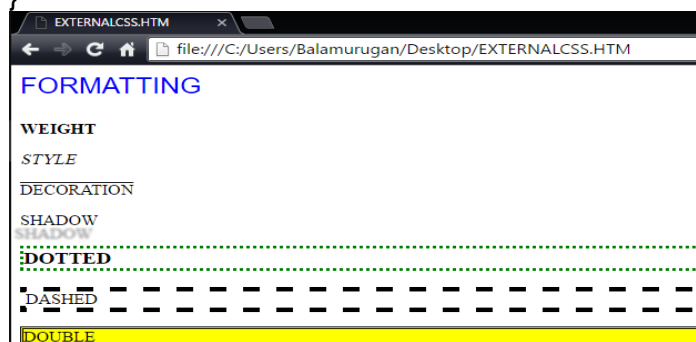 {
EXTERNALCSS.HTM ×
file:///C:/Users/Balamurugan/Desktop/EXTERNALCSS.HTM
FORMATTING
WEIGHT
STYLE
DECORATION
SHADOW
SHADOW
DOTTED
DASHED
DOUBLE